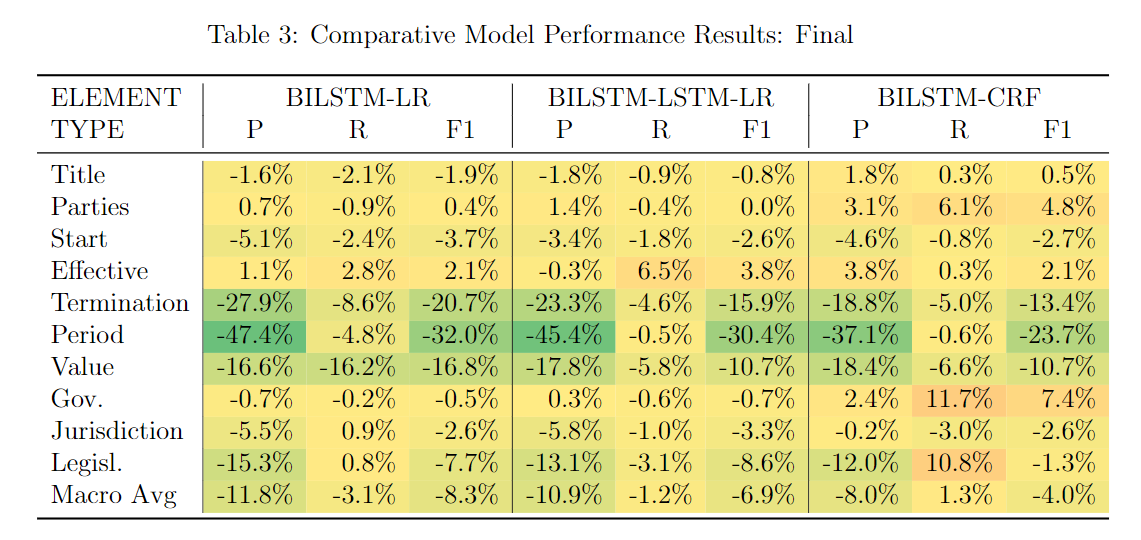 Table 3: Comparative Model Performance Results: Final
ELEMENT BILSTM-LR BILSTM-LSTM-LR BILSTM-CRF
TYPE P R F1 P R F1 P R F1
Title -1.6% -2.1% -1.9% -1.8% -0.9% -0.8% 1.8% 0.3% 0.5%
Parties 0.7% -0.9% 0.4% 1.4% -0.4% 0.0% 3.1% 6.1% 4.8%
Start -5.1% -2.4% -3.7% -3.4% -1.8% -2.6% -4.6% -0.8% -2.7%
Effective 1.1% 2.8% 2.1% -0.3% 6.5% 3.8% 3.8% 0.3% 2.1%
Termination -27.9% -8.6% -20.7% -23.3% -4.6% -15.9% -18.8% -5.0% -13.4%
Period -47.4% -4.8% -32.0% -45.4% -0.5% -30.4% -37.1% -0.6% -23.7%
Value -16.6% -16.2% -16.8% -17.8% -5.8% -10.7% -18.4% -6.6% -10.7%
Gov. -0.7% -0.2% -0.5% 0.3% -0.6% -0.7% 2.4% 11.7% 7.4%
Jurisdiction -5.5% 0.9% -2.6% -5.8% -1.0% -3.3% -0.2% -3.0% -2.6%
Legisl. -15.3% 0.8% -7.7% -13.1% -3.1% -8.6% -12.0% 10.8% -1.3%
Macro Avg -11.8% -3.1% -8.3% -10.9% -1.2% -6.9% -8.0% 1.3% -4.0%